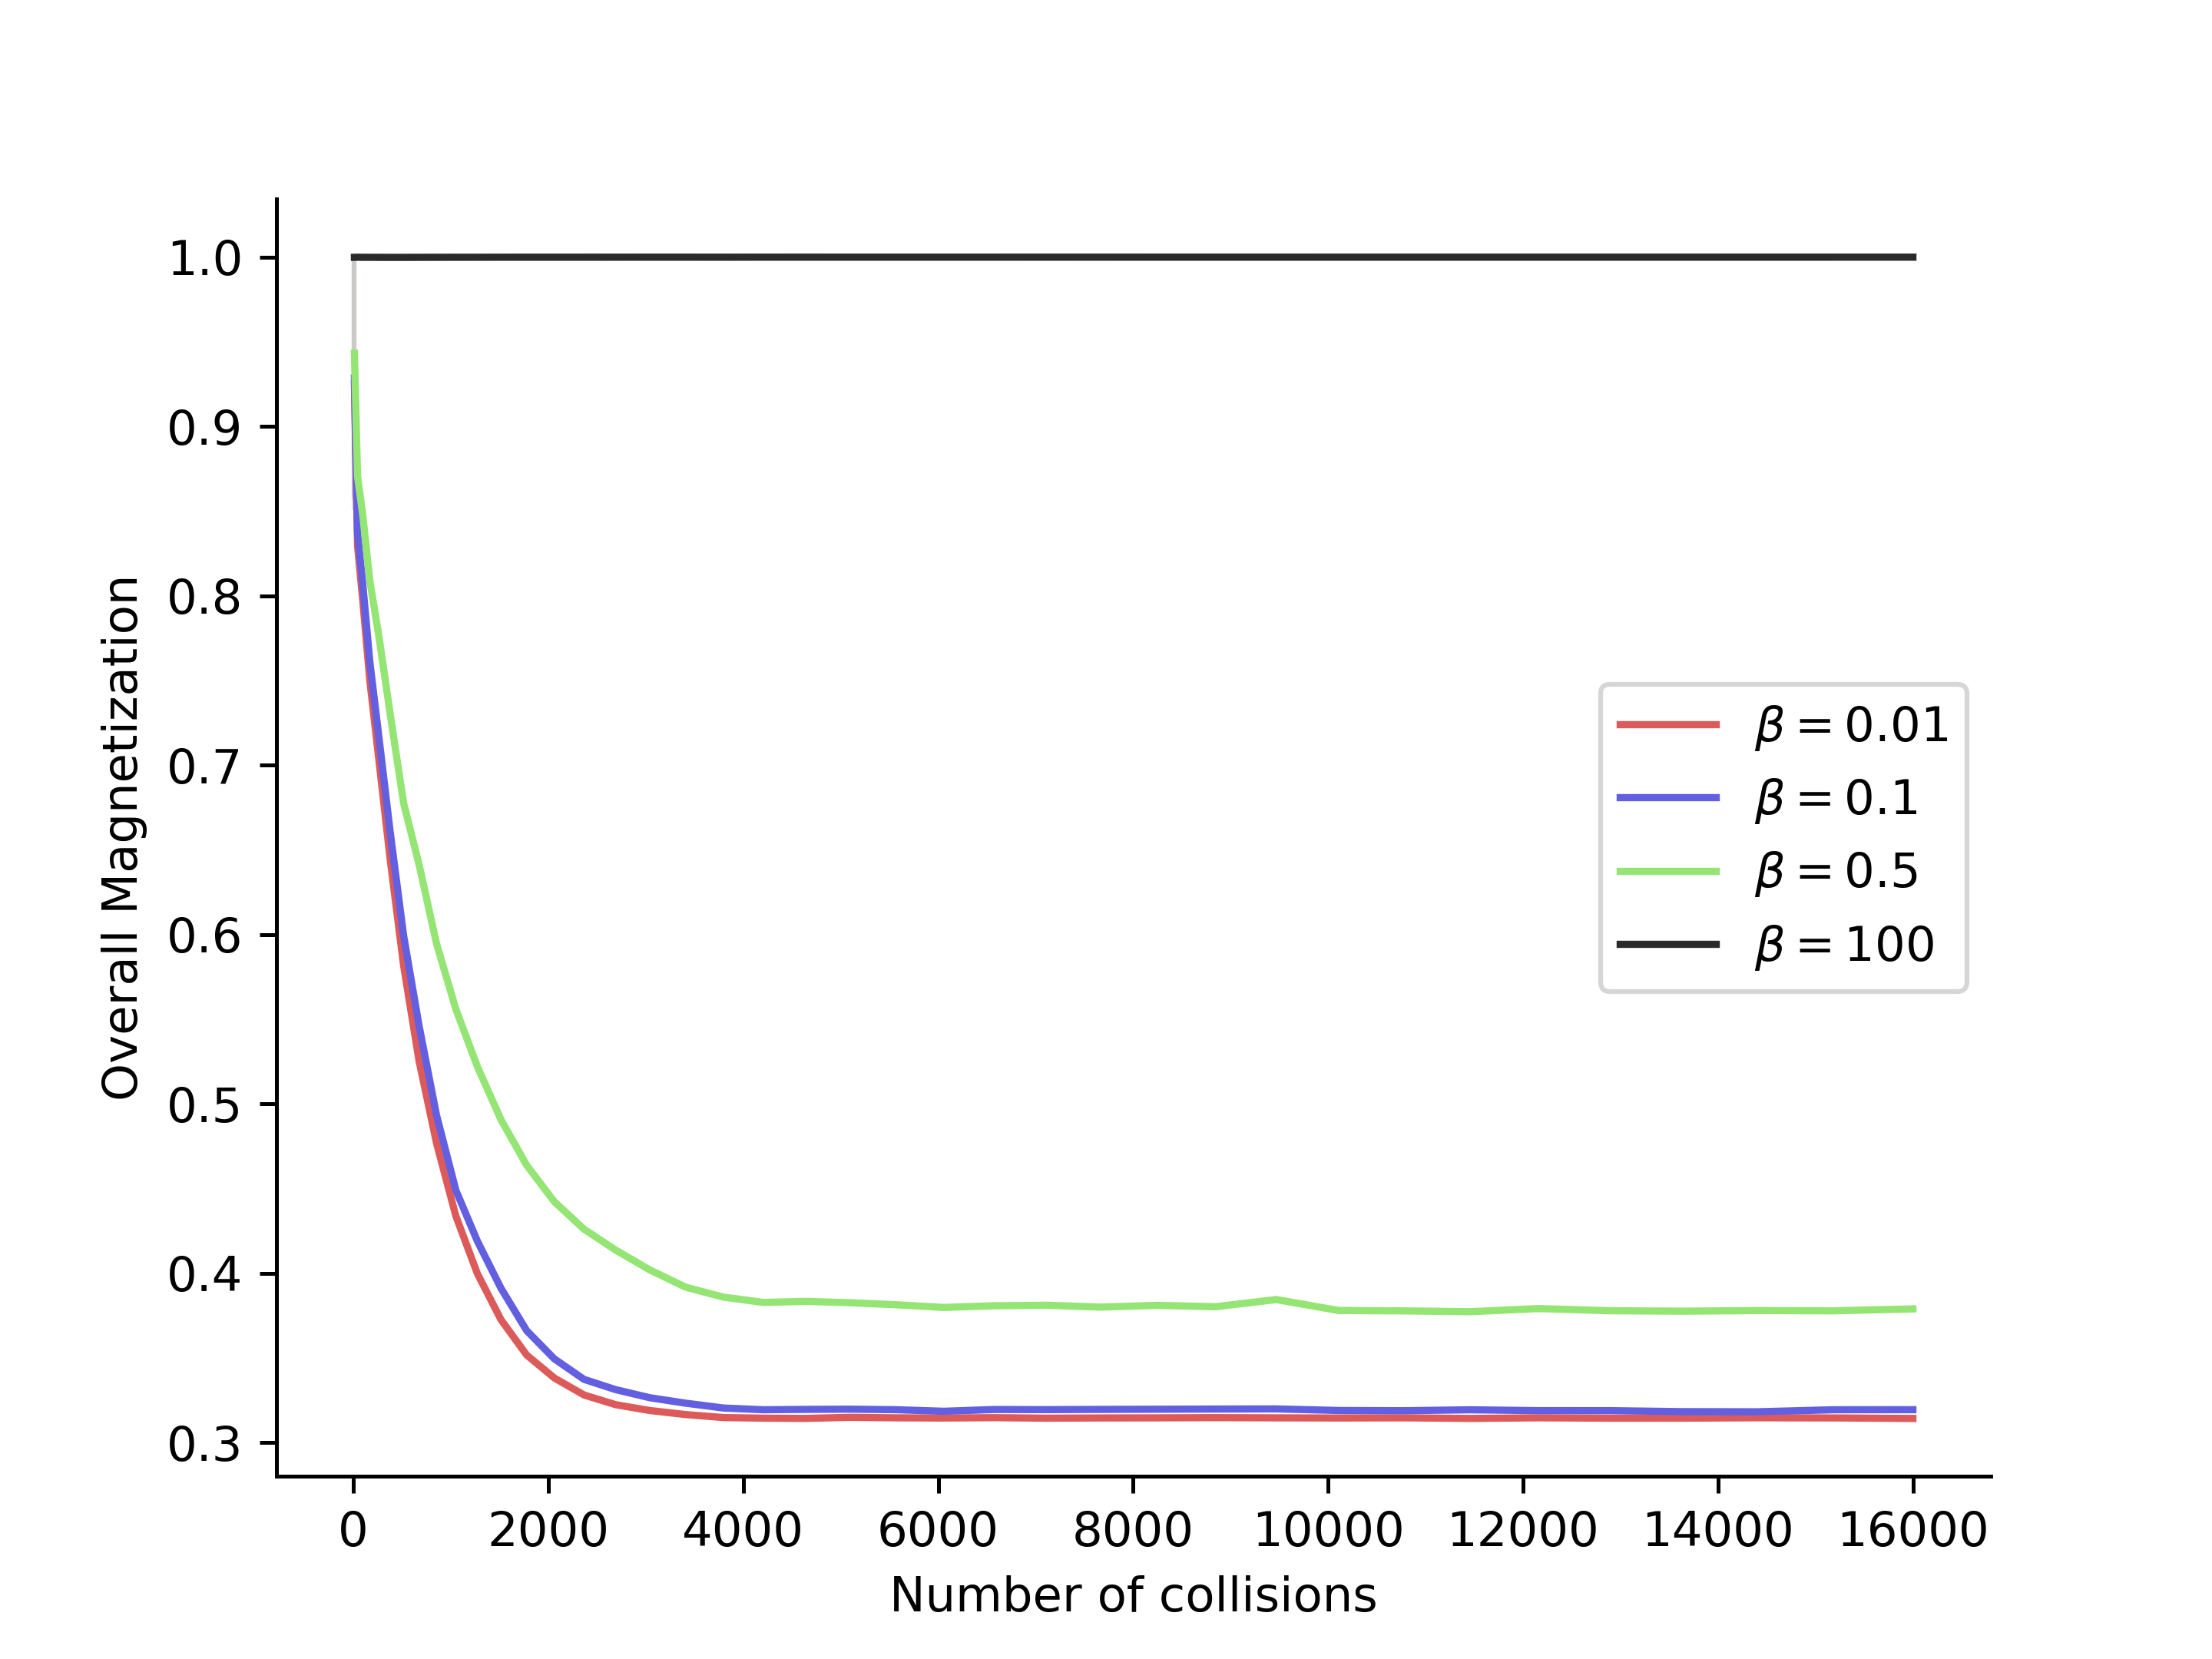 1.0
0.9
0.8
0.7
0.6
0.5
0.4
0.3
Overall Magnetization
β = 0.01
β = 0.1
β = 0.5
β = 100
0 2000 4000 6000 8000 10000 12000 14000 16000
Number of collisions